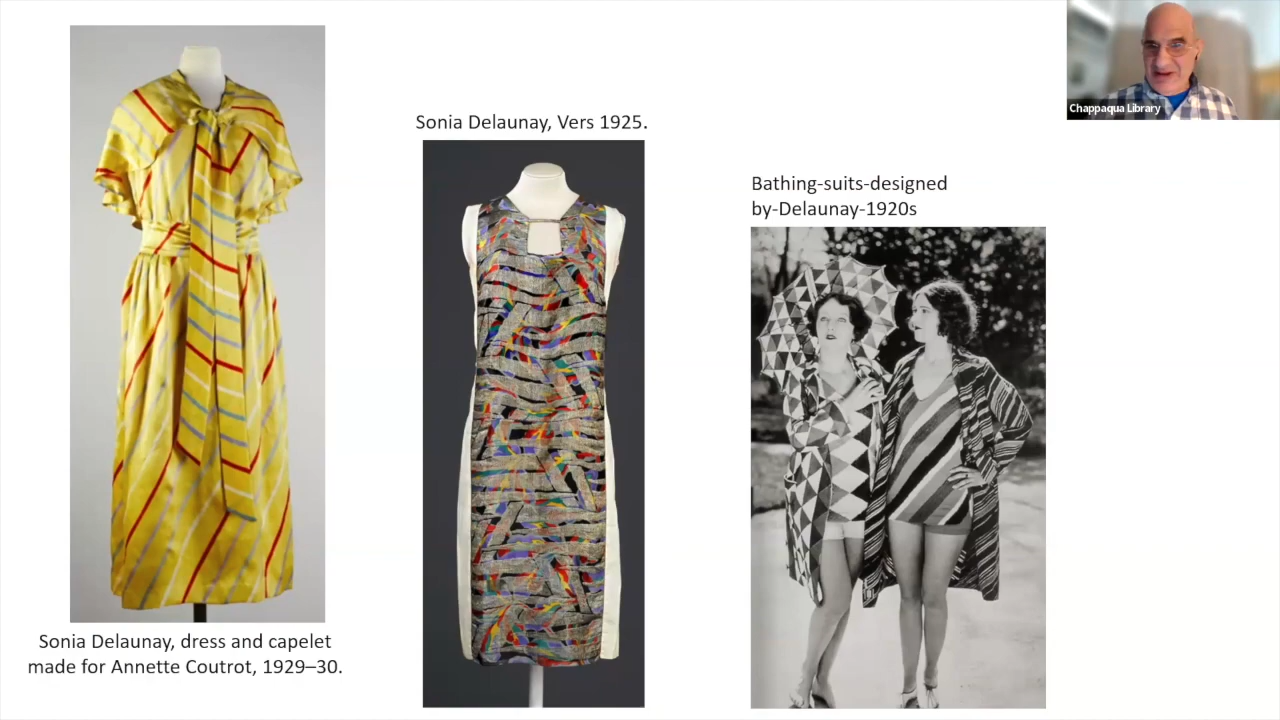 Sonia Delaunay, Vers 1925.
Bathing-suits-designed
by-Delaunay-1920s
Sonia Delaunay, dress and capelet
made for Annette Coutrot, 1929–30.
Chappaqua Library